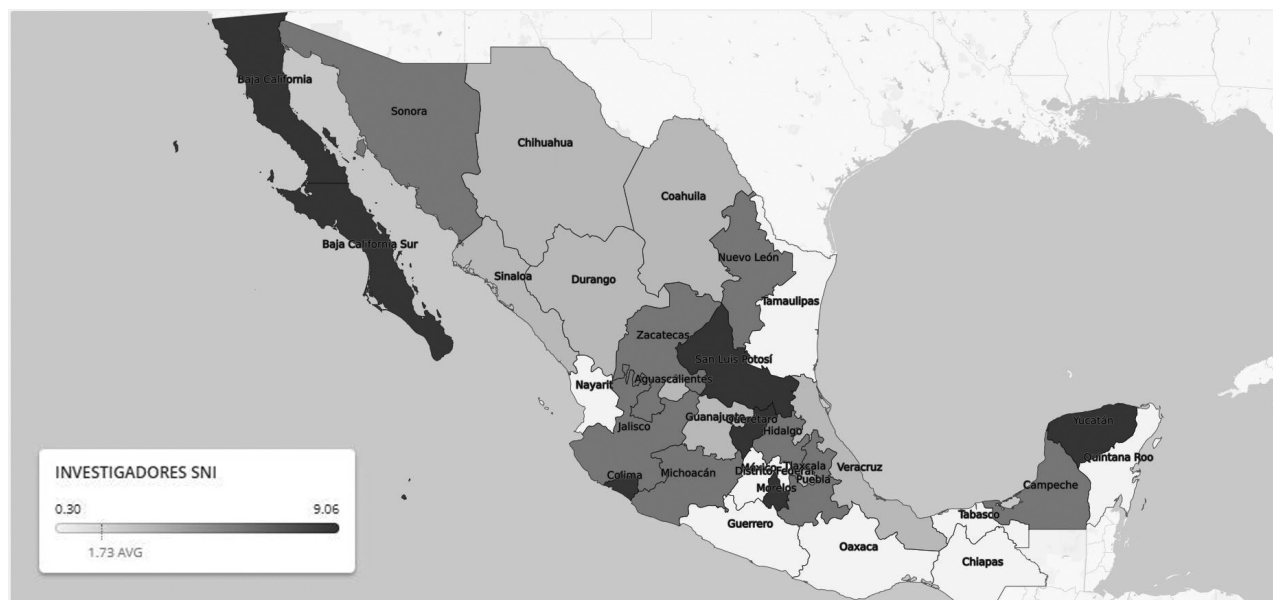 Baja California
Sonora
Chihuahua
Coahuila
Baja California Sur
Nuevo León
Sinaloa
Durango
Tamaulipas
Zacatecas
San Luis Potosí
Nayarit
Aguascalientes
Guanajuato
Querétaro
Yucatán
Jalisco
Hidalgo
Quintana Roo
Colima
Michoacán
México
Tlaxcala
Veracruz
Distrito Federal
Puebla
Campeche
Morelos
Tabasco
Guerrero
Oaxaca
Chiapas
INVESTIGADORES SNI
0.30 9.06
1.73 AVG